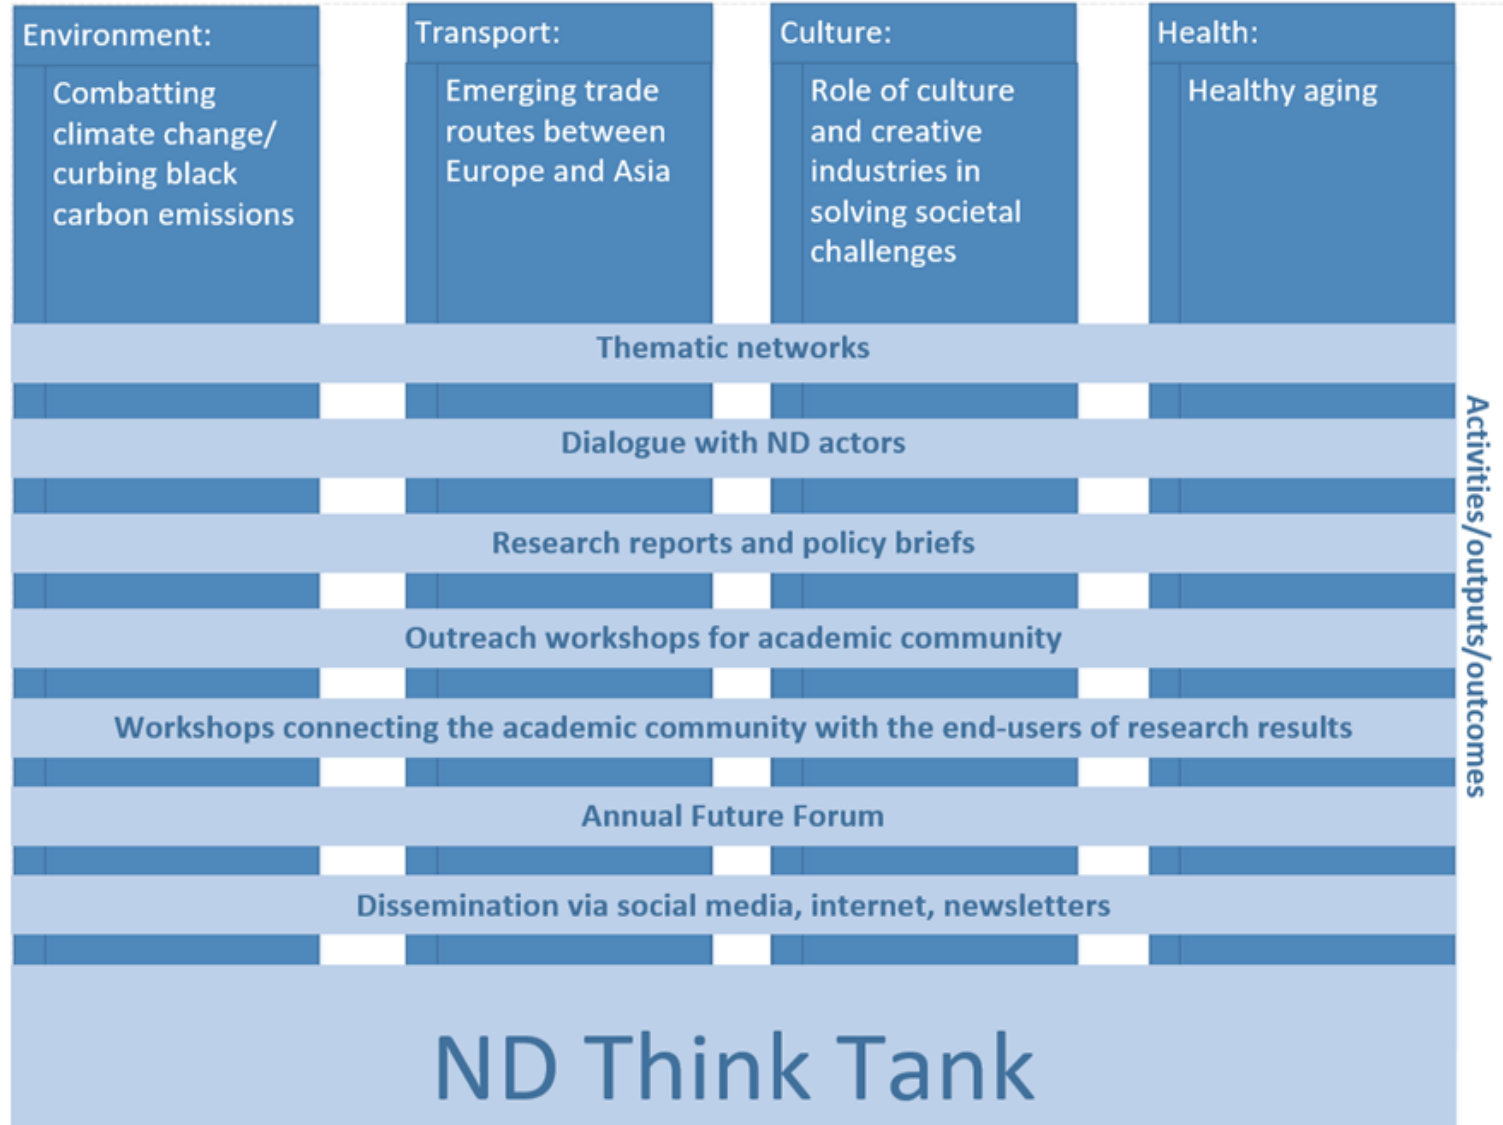 Environment:
Combatting
climate change/
curbing black
carbon emissions
Transport:
Emerging trade
routes between
Europe and Asia
Culture:
Role of culture
and creative
industries in
solving societal
challenges
Health:
Healthy aging
Thematic networks
Dialogue with ND actors
Research reports and policy briefs
Outreach workshops for academic community
Workshops connecting the academic community with the end-users of research results
Annual Future Forum
Dissemination via social media, internet, newsletters
Activities/outputs/outcomes
ND Think Tank